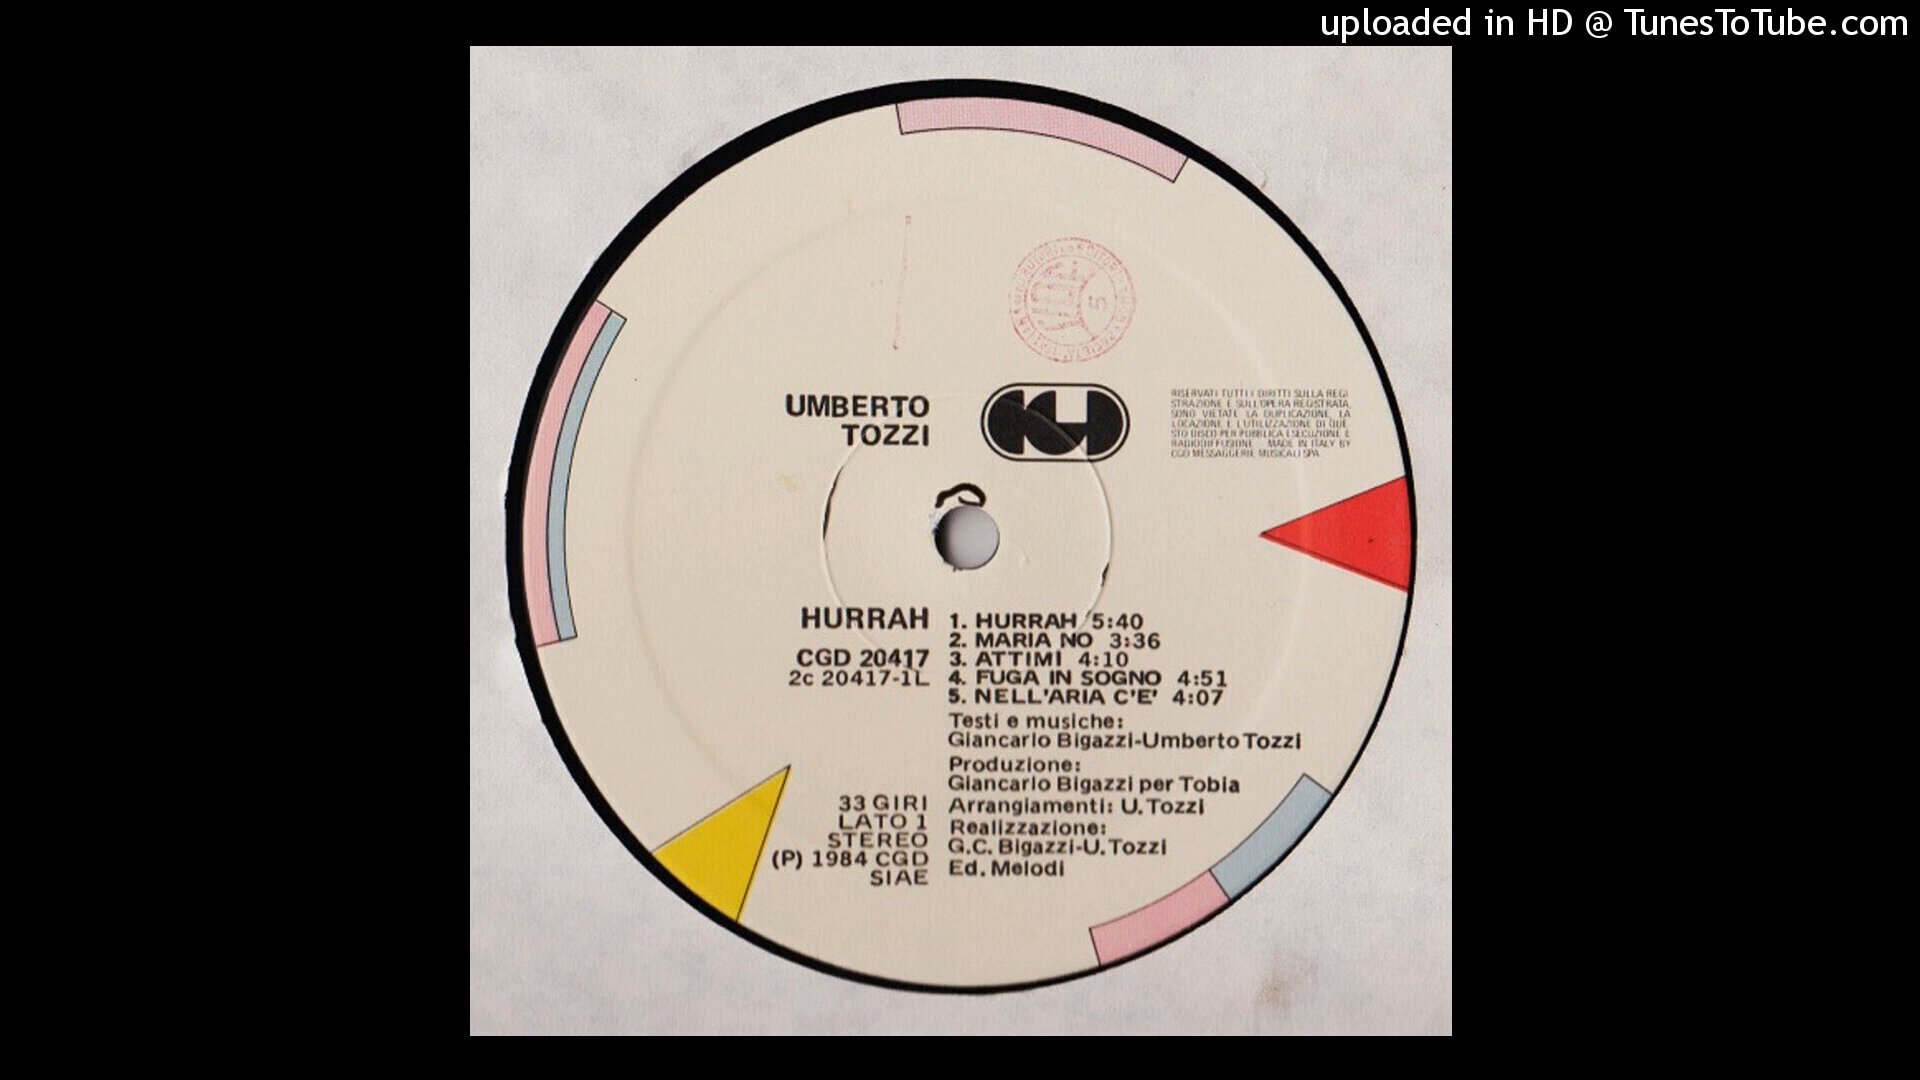 uploaded in HD @ TunesToTube.com
UMBERTO
TOZZI
RISERVATI TUTTI I DIRITTI SULLA REGI
STRAZIONE E SULL'OPERA REGISTRATA,
SONO VIETATE LA DUPLICAZIONE, LA
LOCAZIONE E L'UTILIZZAZIONE DI QUE
STO DISCO PER PUBBLICA ESECUZIONE E
RADIODIFFUSIONE - MADE IN ITALY BY
CGD MESSAGGERIE MUSICALI SPA
HURRAH
CGD 20417
2c 20417-1L
1. HURRAH 5:40
2. MARIA NO 3:36
3. ATTIMI 4:10
4. FUGA IN SOGNO 4:51
5. NELL'ARIA C'E' 4:07
Testi e musiche:
Giancarlo Bigazzi-Umberto Tozzi
Produzione:
Giancarlo Bigazzi per Tobia
Arrangiamenti: U. Tozzi
Realizzazione:
G.C. Bigazzi-U. Tozzi
Ed. Melodi
33 GIRI
LATO 1
STEREO
(P) 1984 CGD
SIAE